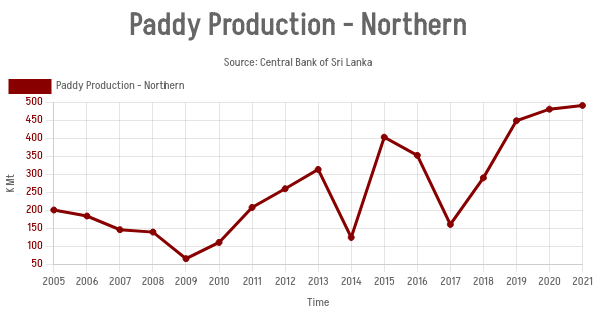 Paddy Production - Northern
Source: Central Bank of Sri Lanka
Paddy Production - Northern
500
450
400
350
300
250
200
150
100
50
K Mt
2005 2006 2007 2008 2009 2010 2011 2012 2013 2014 2015 2016 2017 2018 2019 2020 2021
Time